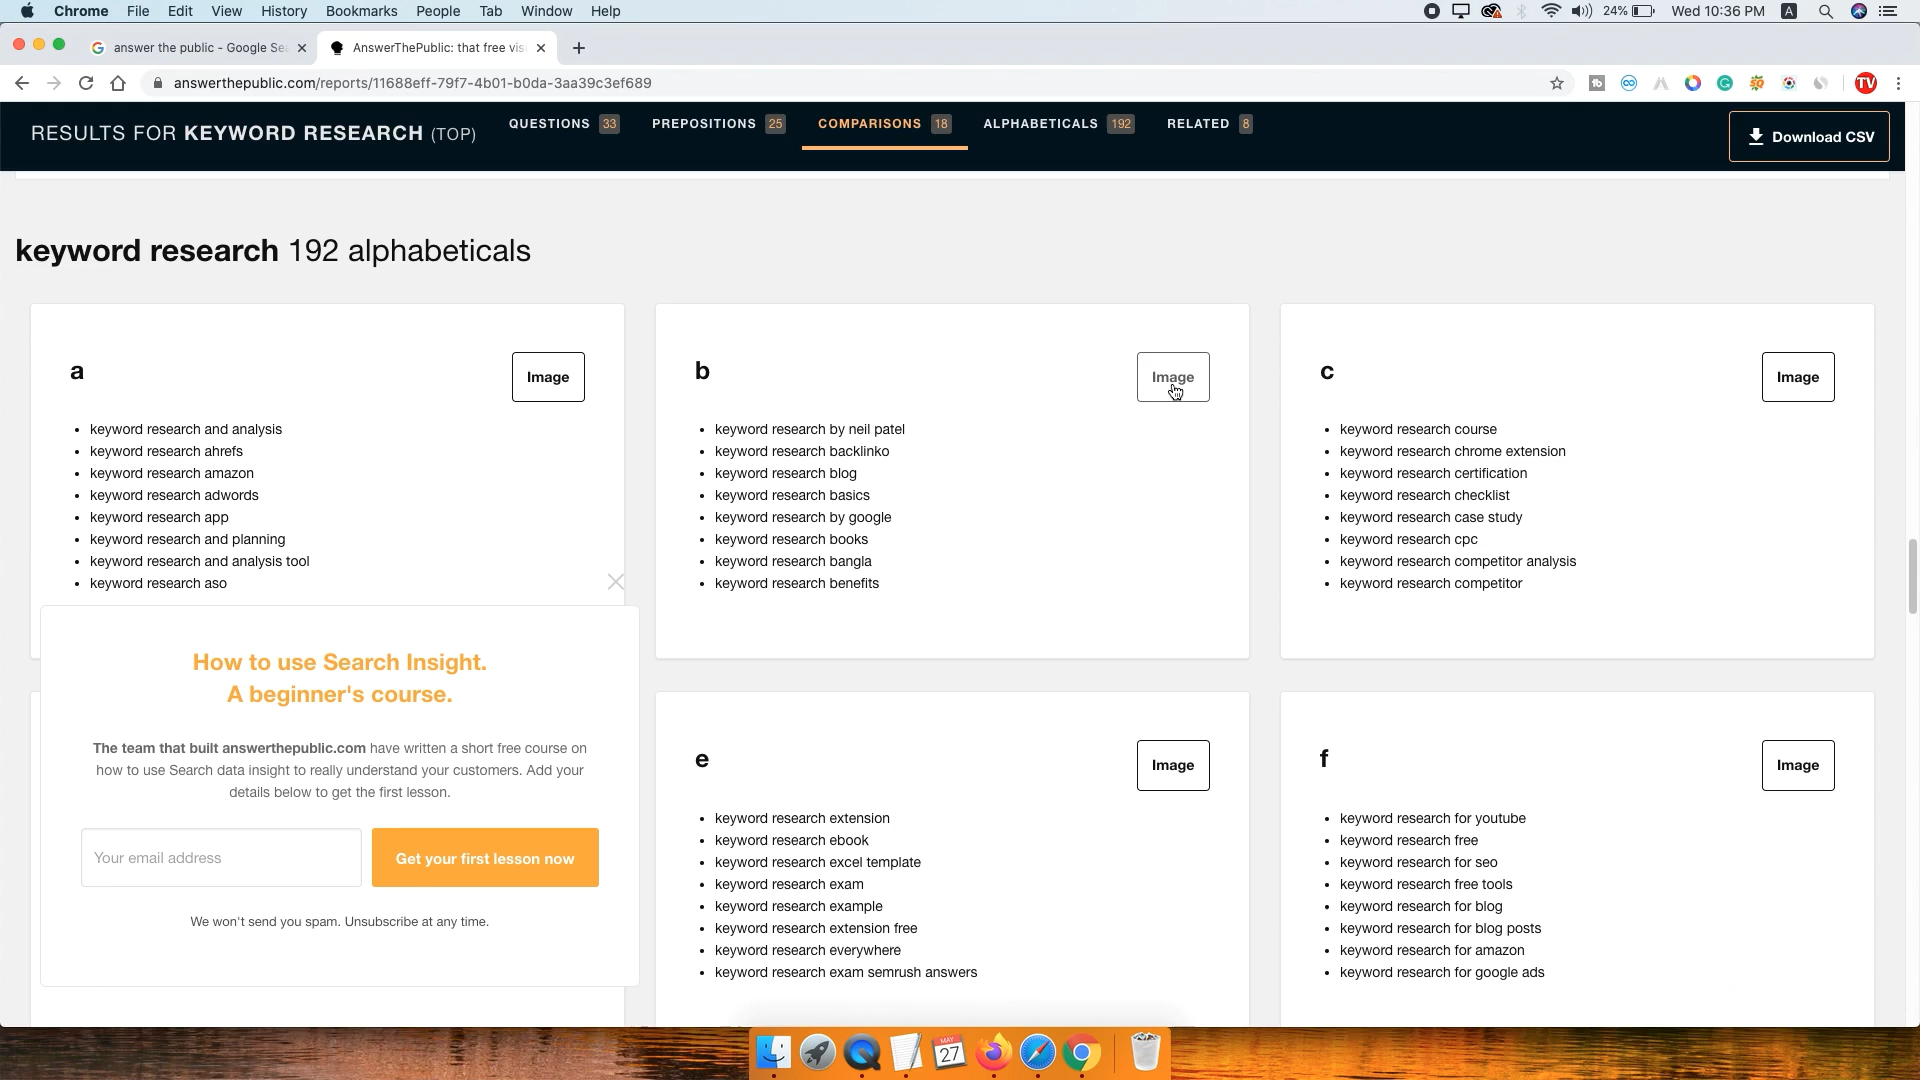 Chrome File Edit View History Bookmarks People Tab Window Help
24% Wed 10:36 PM A
answer the public - Google Sea
AnswerThePublic: that free vis
answerthepublic.com/reports/11688eff-79f7-4b01-b0da-3aa39c3ef689
TV
RESULTS FOR KEYWORD RESEARCH (TOP)
QUESTIONS 33
PREPOSITIONS 25
COMPARISONS 18
ALPHABETICALS 192
RELATED 8
Download CSV
keyword research 192 alphabeticals
a
Image
keyword research and analysis
keyword research ahrefs
keyword research amazon
keyword research adwords
keyword research app
keyword research and planning
keyword research and analysis tool
keyword research aso
b
Image
keyword research by neil patel
keyword research backlinko
keyword research blog
keyword research basics
keyword research by google
keyword research books
keyword research bangla
keyword research benefits
c
Image
keyword research course
keyword research chrome extension
keyword research certification
keyword research checklist
keyword research case study
keyword research cpc
keyword research competitor analysis
keyword research competitor
How to use Search Insight.
A beginner's course.
The team that built answerthepublic.com have written a short free course on
how to use Search data insight to really understand your customers. Add your
details below to get the first lesson.
Your email address
Get your first lesson now
We won't send you spam. Unsubscribe at any time.
e
Image
keyword research extension
keyword research ebook
keyword research excel template
keyword research exam
keyword research example
keyword research extension free
keyword research everywhere
keyword research exam semrush answers
f
Image
keyword research for youtube
keyword research free
keyword research for seo
keyword research free tools
keyword research for blog
keyword research for blog posts
keyword research for amazon
keyword research for google ads
MAY
27